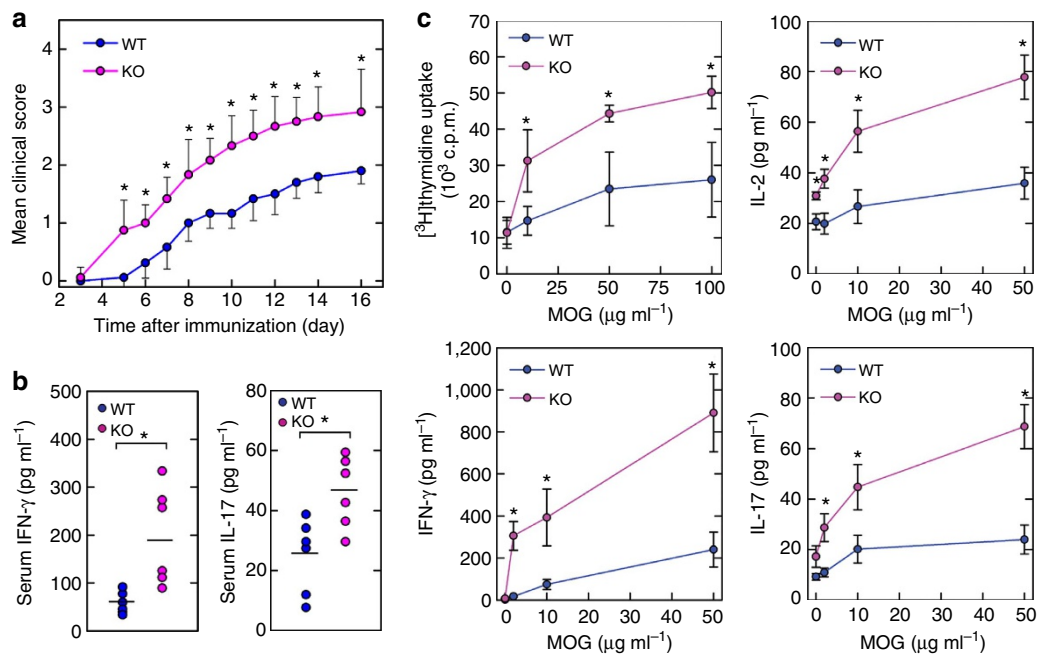 a
4
3
2
1
0
Mean clinical score
WT
KO
* * * * * * * * * *
2 4 6 8 10 12 14 16
Time after immunization (day)
b
500
400
300
200
100
0
Serum IFN-γ (pg ml⁻¹)
WT
KO
*
80
60
40
20
0
Serum IL-17 (pg ml⁻¹)
WT
KO
*
c
70
60
50
40
30
20
10
0
[³H]thymidine uptake
(10³ c.p.m.)
WT
KO
* * *
0 25 50 75 100
MOG (μg ml⁻¹)
100
80
60
40
20
0
IL-2 (pg ml⁻¹)
WT
KO
* * * *
0 10 20 30 40 50
MOG (μg ml⁻¹)
1,200
1,000
800
600
400
200
0
IFN-γ (pg ml⁻¹)
WT
KO
* * *
0 10 20 30 40 50
MOG (μg ml⁻¹)
100
80
60
40
20
0
IL-17 (pg ml⁻¹)
WT
KO
* * *
0 10 20 30 40 50
MOG (μg ml⁻¹)